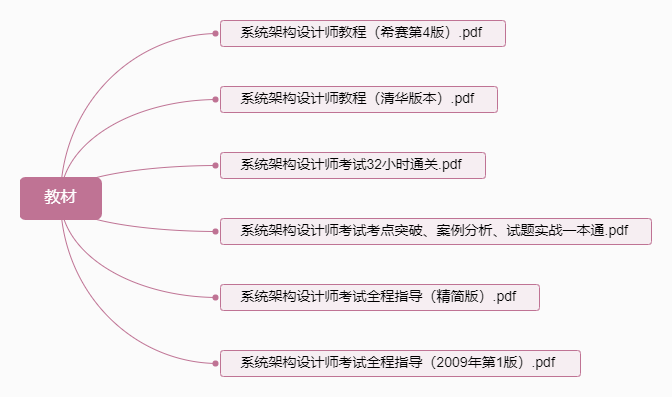 系统架构设计师教程（希赛第4版）.pdf
系统架构设计师教程（清华版本）.pdf
系统架构设计师考试32小时通关.pdf
教材
系统架构设计师考试考点突破、案例分析、试题实战一本通.pdf
系统架构设计师考试全程指导（精简版）.pdf
系统架构设计师考试全程指导（2009年第1版）.pdf